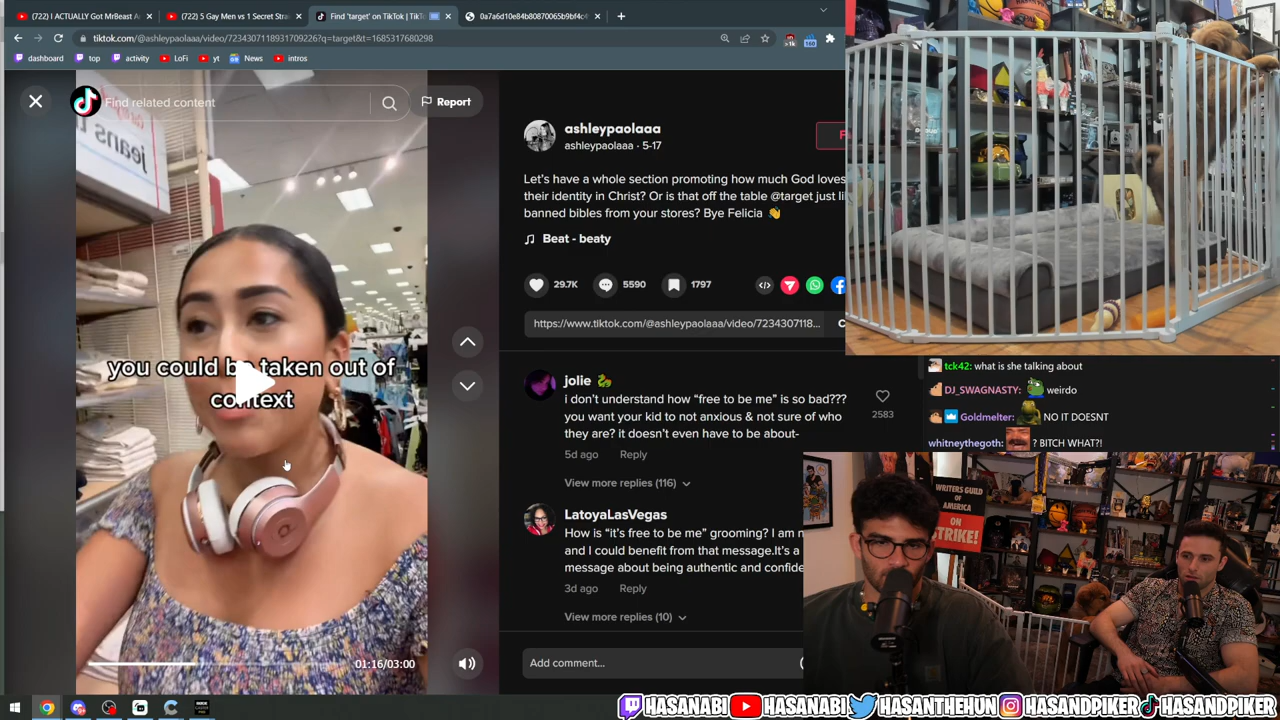 (722) I ACTUALLY Got MrBeast A
(722) 5 Gay Men vs 1 Secret Stra
Find 'target' on TikTok | TikT
0a7a6d10e84b80870065b9bf4c
tiktok.com/@ashleypaolaaa/video/7234307118931709226?q=target&t=1685317680298
dashboard
top
activity
LoFi
yt
News
intros
Find related content
Report
jeans
you could be taken out of
context
01:16/03:00
ashleypaolaaa
ashleypaolaaa · 5-17
Let's have a whole section promoting how much God loves
their identity in Christ? Or is that off the table @target just li
banned bibles from your stores? Bye Felicia 👋
Beat - beaty
29.7K
5590
1797
https://www.tiktok.com/@ashleypaolaaa/video/7234307118...
jolie 🐍
i don't understand how "free to be me" is so bad???
you want your kid to not anxious & not sure of who
they are? it doesn't even have to be about-
2583
5d ago
Reply
View more replies (116)
LatoyaLasVegas
How is "it's free to be me" grooming? I am
and I could benefit from that message.It's a
message about being authentic and confide
3d ago
Reply
View more replies (10)
Add comment...
tck42: what is she talking about
DJ_SWAGNASTY: weirdo
Goldmelter: NO IT DOESNT
whitneythegoth: ? BITCH WHAT?!
WRITERS GUILD
OF
AMERICA
ON
STRIKE!
HASANABI
HASANABI
HASANTHEHUN
HASANDPIKER
HASANDPIKER